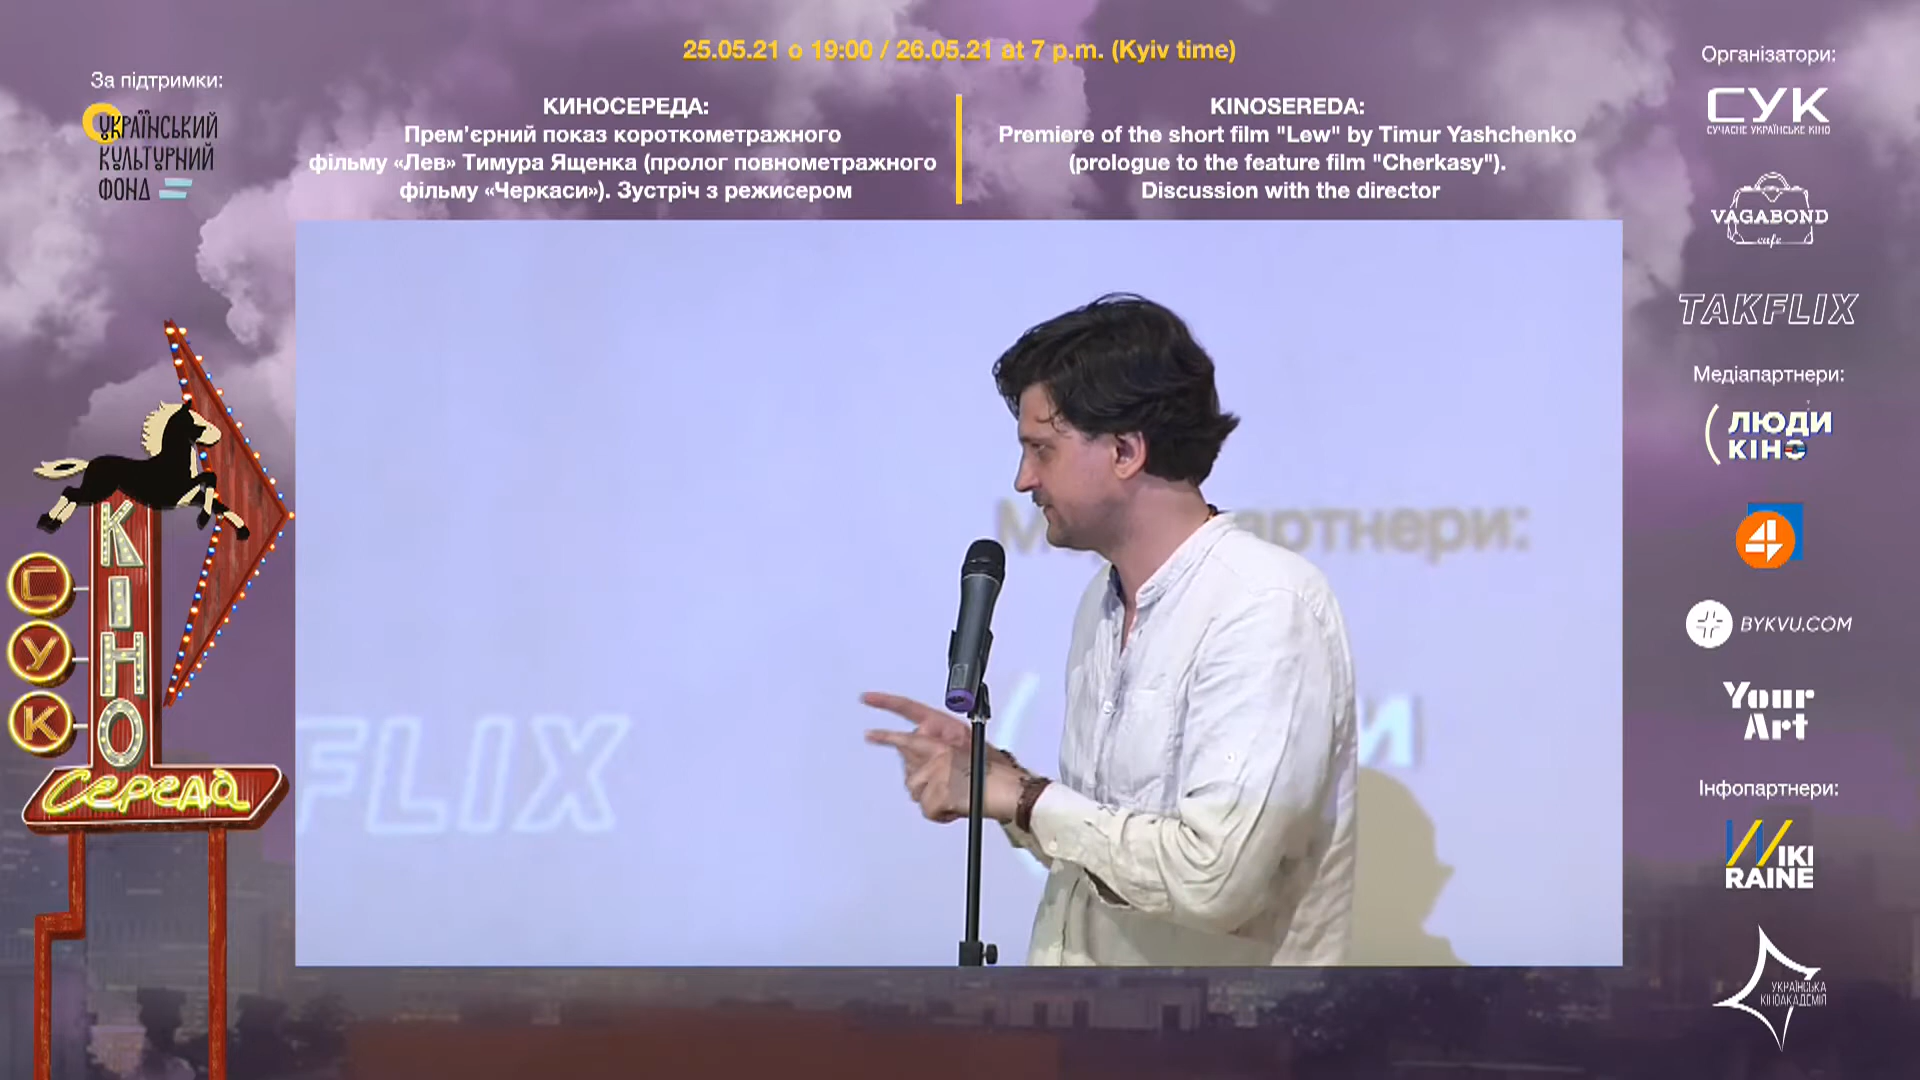 25.05.21 о 19:00 / 26.05.21 at 7 p.m. (Kyiv time)
За підтримки:
УКРАЇНСЬКИЙ
КУЛЬТУРНИЙ
ФОНД
КИНОСЕРЕДА:
Прем'єрний показ короткометражного
фільму «Лев» Тимура Ященка (пролог повнометражного
фільму «Черкаси»). Зустріч з режисером
KINOSEREDA:
Premiere of the short film "Lew" by Timur Yashchenko
(prologue to the feature film "Cherkasy").
Discussion with the director
Організатори:
СУК
СУЧАСНЕ УКРАЇНСЬКЕ КІНО
VAGABOND
cafe
TAKFLIX
Медіапартнери:
ЛЮДИ
КІНО
4
BYKVU.COM
Your
Art
Інфопартнери:
WIKI
RAINE
УКРАЇНСЬКА
КІНОАКАДЕМІЯ
СУК
КІНО
Середа
FLIX
артнери:
и